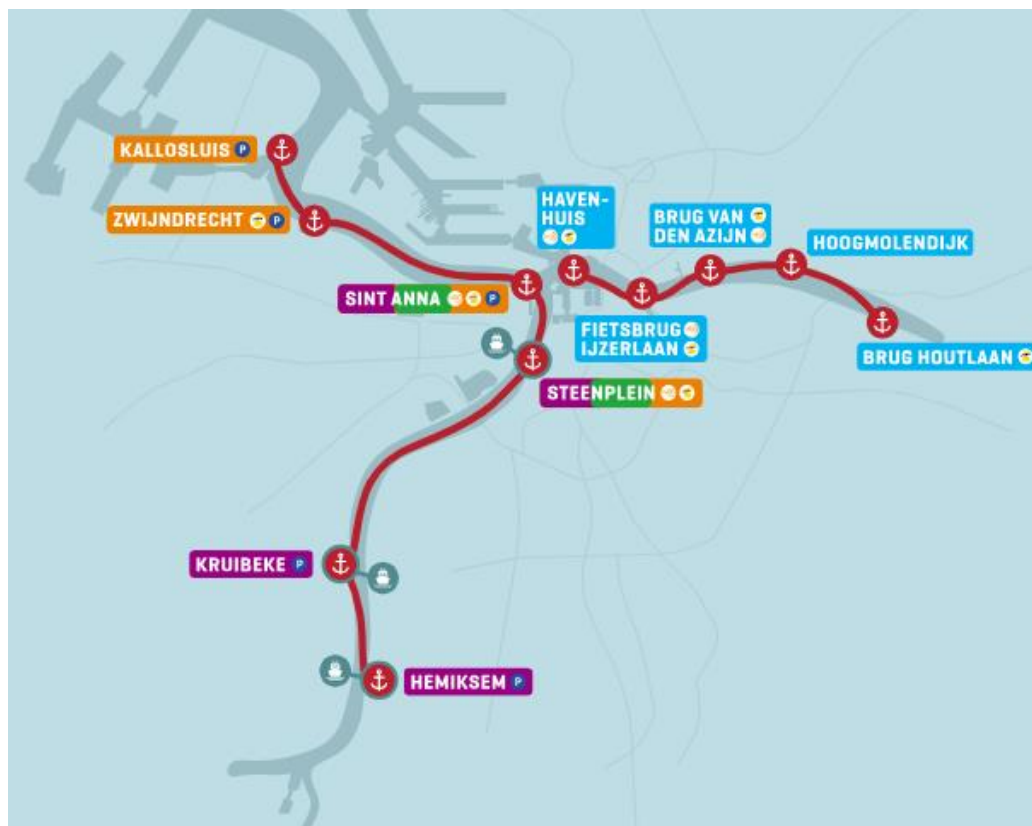 KALLOSLUIS P
ZWIJNDRECHT P
SINT ANNA P
HAVEN-
HUIS
BRUG VAN
DEN AZIJN
HOOGMOLENDIJK
FIETSBRUG
IJZERLAAN
BRUG HOUTLAAN
STEENPLEIN
KRUIBEKE P
HEMIKSEM P